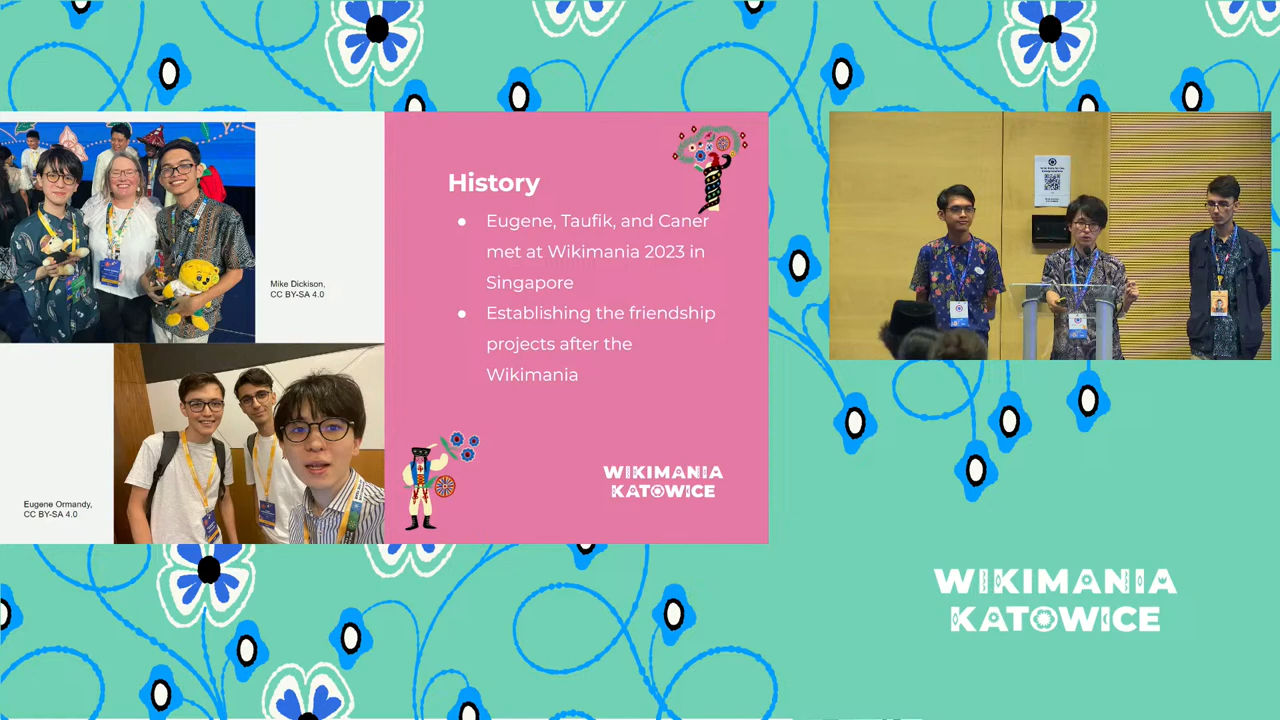 Mike Dickison,
CC BY-SA 4.0
Eugene Ormandy,
CC BY-SA 4.0
History
● Eugene, Taufik, and Caner
met at Wikimania 2023 in
Singapore
● Establishing the friendship
projects after the
Wikimania
WIKIMANIA
KATOWICE
WIKIMANIA
KATOWICE